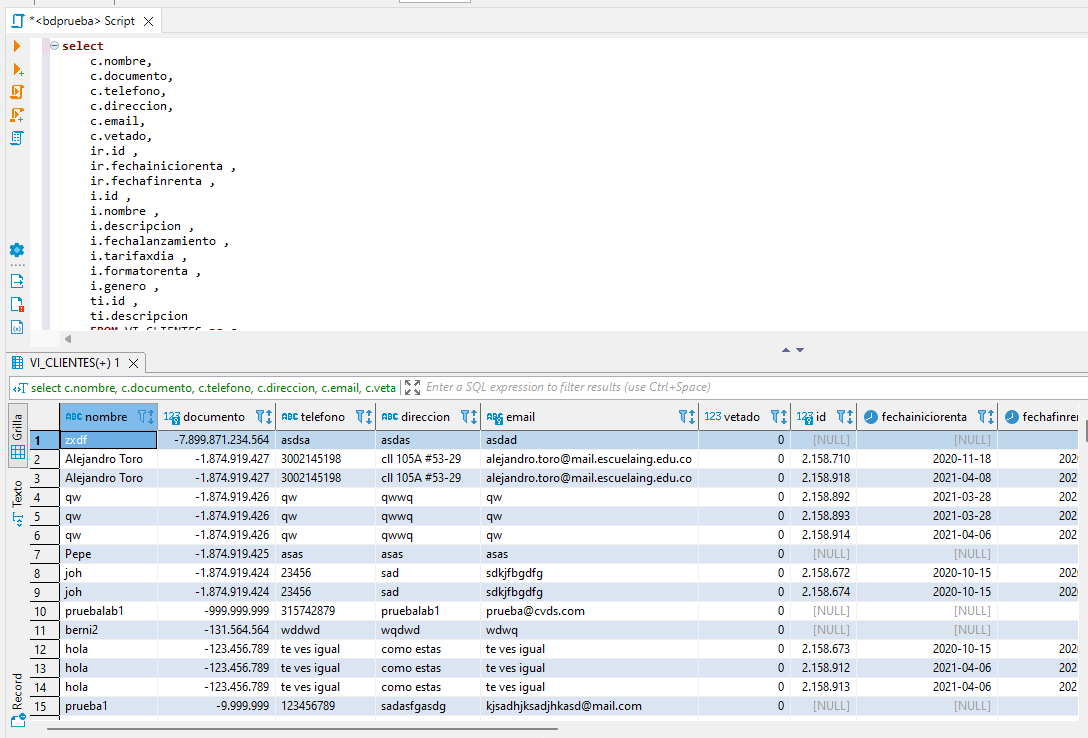 *<bdprueba> Script
select
c.nombre,
c.documento,
c.telefono,
c.direccion,
c.email,
c.vetado,
ir.id ,
ir.fechainiciorenta ,
ir.fechafinrenta ,
i.id ,
i.nombre ,
i.descripcion ,
i.fechalanzamiento ,
i.tarifaxdia ,
i.formatorenta ,
i.genero ,
ti.id ,
ti.descripcion
FROM VI_CLIENTES as c
VI_CLIENTES(+) 1
select c.nombre, c.documento, c.telefono, c.direccion, c.email, c.veta Enter a SQL expression to filter results (use Ctrl+Space)
Grilla
Texto
Record
ABC nombre 123 documento ABC telefono ABC direccion ABC email 123 vetado 123 id fechainiciorenta fechafinren
1 zxdf -7.899.871.234.564 asdsa asdas asdad 0 [NULL] [NULL]
2 Alejandro Toro -1.874.919.427 3002145198 cll 105A #53-29 alejandro.toro@mail.escuelaing.edu.co 0 2.158.710 2020-11-18 202
3 Alejandro Toro -1.874.919.427 3002145198 cll 105A #53-29 alejandro.toro@mail.escuelaing.edu.co 0 2.158.918 2021-04-08 202
4 qw -1.874.919.426 qw qwwq qw 0 2.158.892 2021-03-28 202
5 qw -1.874.919.426 qw qwwq qw 0 2.158.893 2021-03-28 202
6 qw -1.874.919.426 qw qwwq qw 0 2.158.914 2021-04-06 202
7 Pepe -1.874.919.425 asas asas asas 0 [NULL] [NULL]
8 joh -1.874.919.424 23456 sad sdkjfbgdfg 0 2.158.672 2020-10-15 202
9 joh -1.874.919.424 23456 sad sdkjfbgdfg 0 2.158.674 2020-10-15 202
10 pruebalab1 -999.999.999 315742879 pruebalab1 prueba@cvds.com 0 [NULL] [NULL]
11 berni2 -131.564.564 wddwd wqdwd wdwq 0 [NULL] [NULL]
12 hola -123.456.789 te ves igual como estas te ves igual 0 2.158.673 2020-10-15 202
13 hola -123.456.789 te ves igual como estas te ves igual 0 2.158.912 2021-04-06 202
14 hola -123.456.789 te ves igual como estas te ves igual 0 2.158.913 2021-04-06 202
15 prueba1 -9.999.999 123456789 sadasfgasdg kjsadhjksadjhkasd@mail.com 0 [NULL] [NULL]